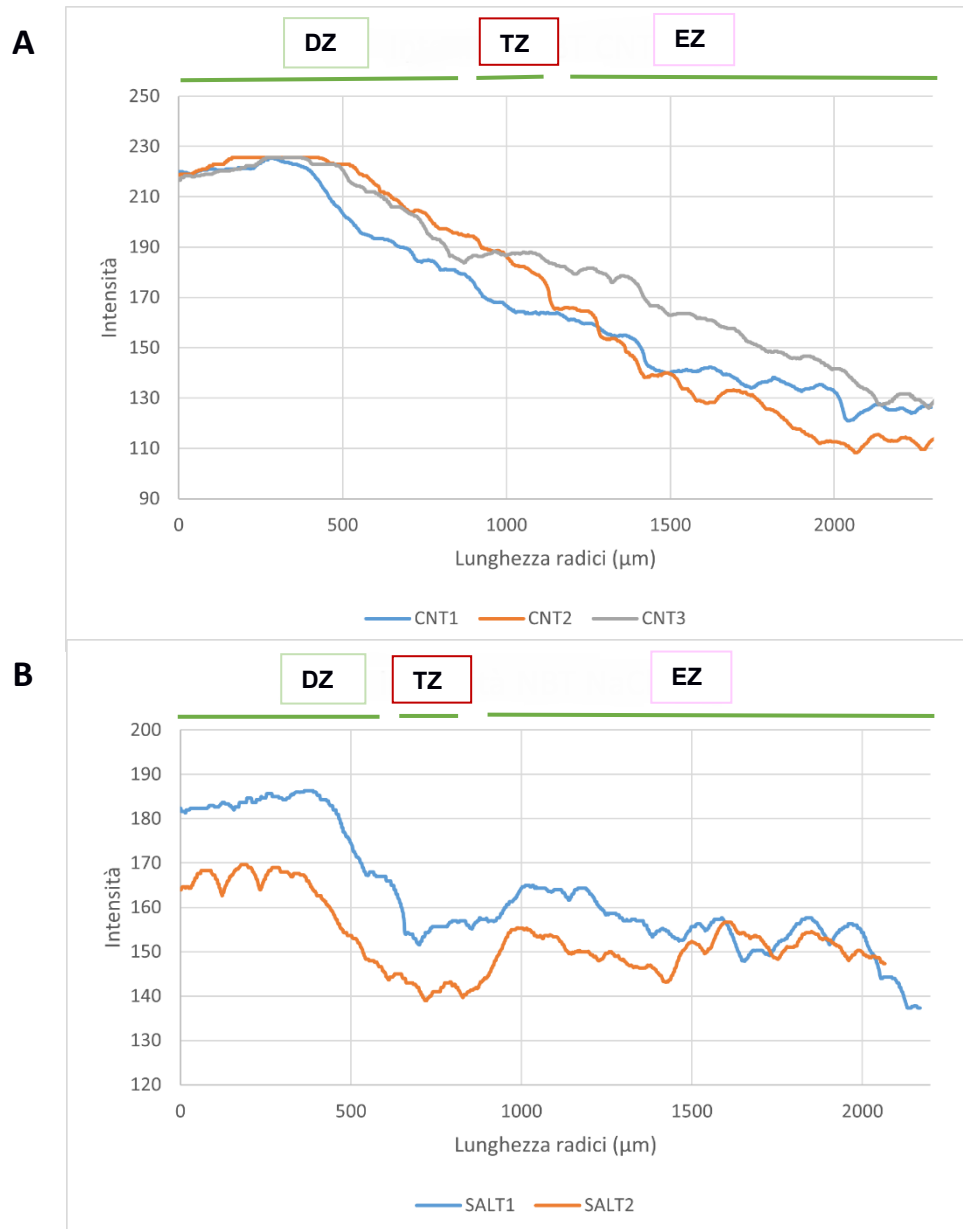 A
DZ TZ EZ
250
230
210
190
170
150
130
110
90
Intensità
0 500 1000 1500 2000
Lunghezza radici (µm)
CNT1 CNT2 CNT3
B
DZ TZ EZ
200
190
180
170
160
150
140
130
120
Intensità
0 500 1000 1500 2000
Lunghezza radici (µm)
SALT1 SALT2